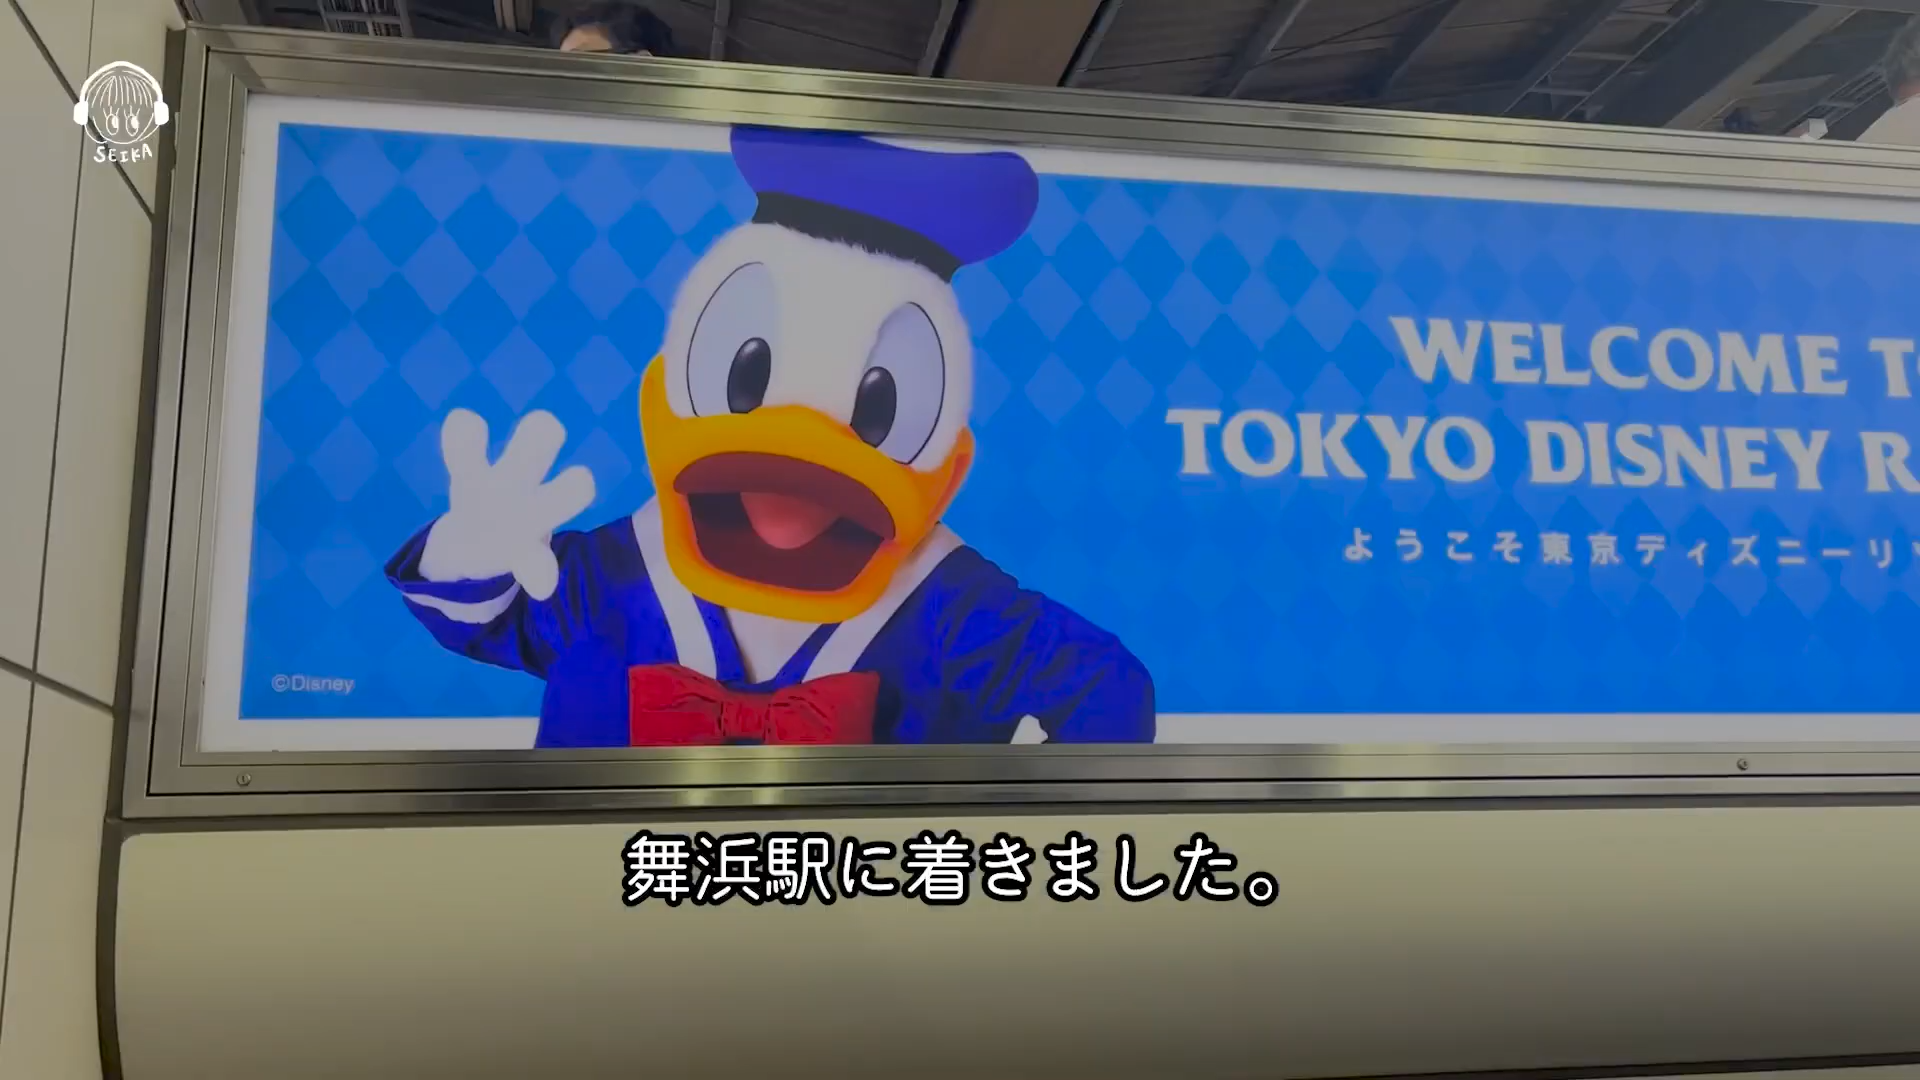 SEIKA
WELCOME T
TOKYO DISNEY R
ようこそ東京ディズニーリ
©Disney
舞浜駅に着きました。